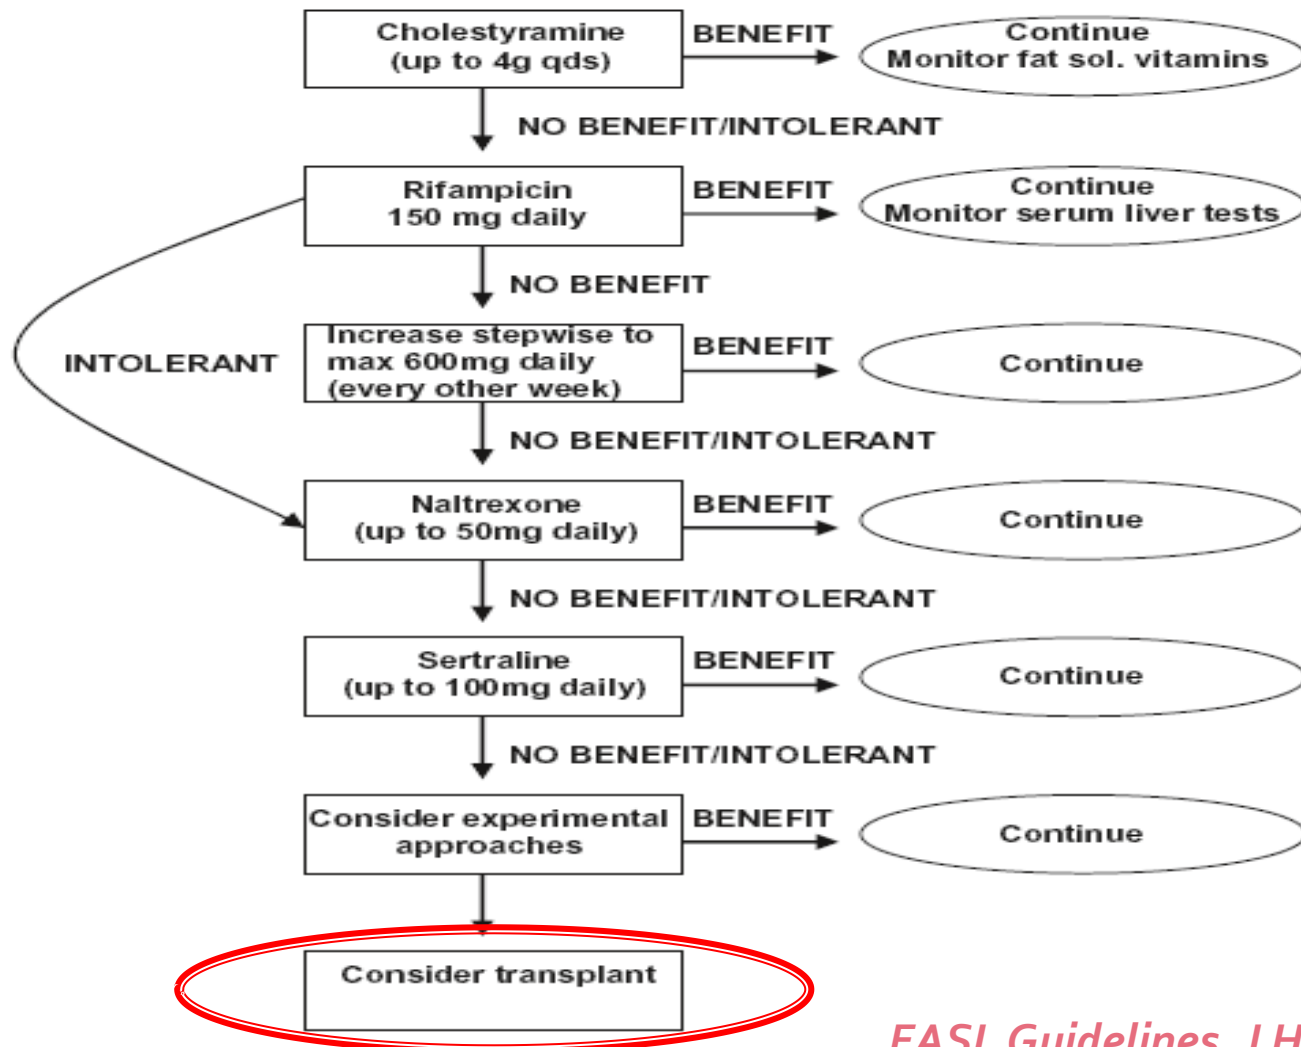 Cholestyramine
(up to 4g qds)
BENEFIT
Continue
Monitor fat sol. vitamins
NO BENEFIT/INTOLERANT
Rifampicin
150 mg daily
BENEFIT
Continue
Monitor serum liver tests
NO BENEFIT
INTOLERANT
Increase stepwise to
max 600mg daily
(every other week)
BENEFIT
Continue
NO BENEFIT/INTOLERANT
Naltrexone
(up to 50mg daily)
BENEFIT
Continue
NO BENEFIT/INTOLERANT
Sertraline
(up to 100mg daily)
BENEFIT
Continue
NO BENEFIT/INTOLERANT
Consider experimental
approaches
BENEFIT
Continue
Consider transplant
EASL Guidelines